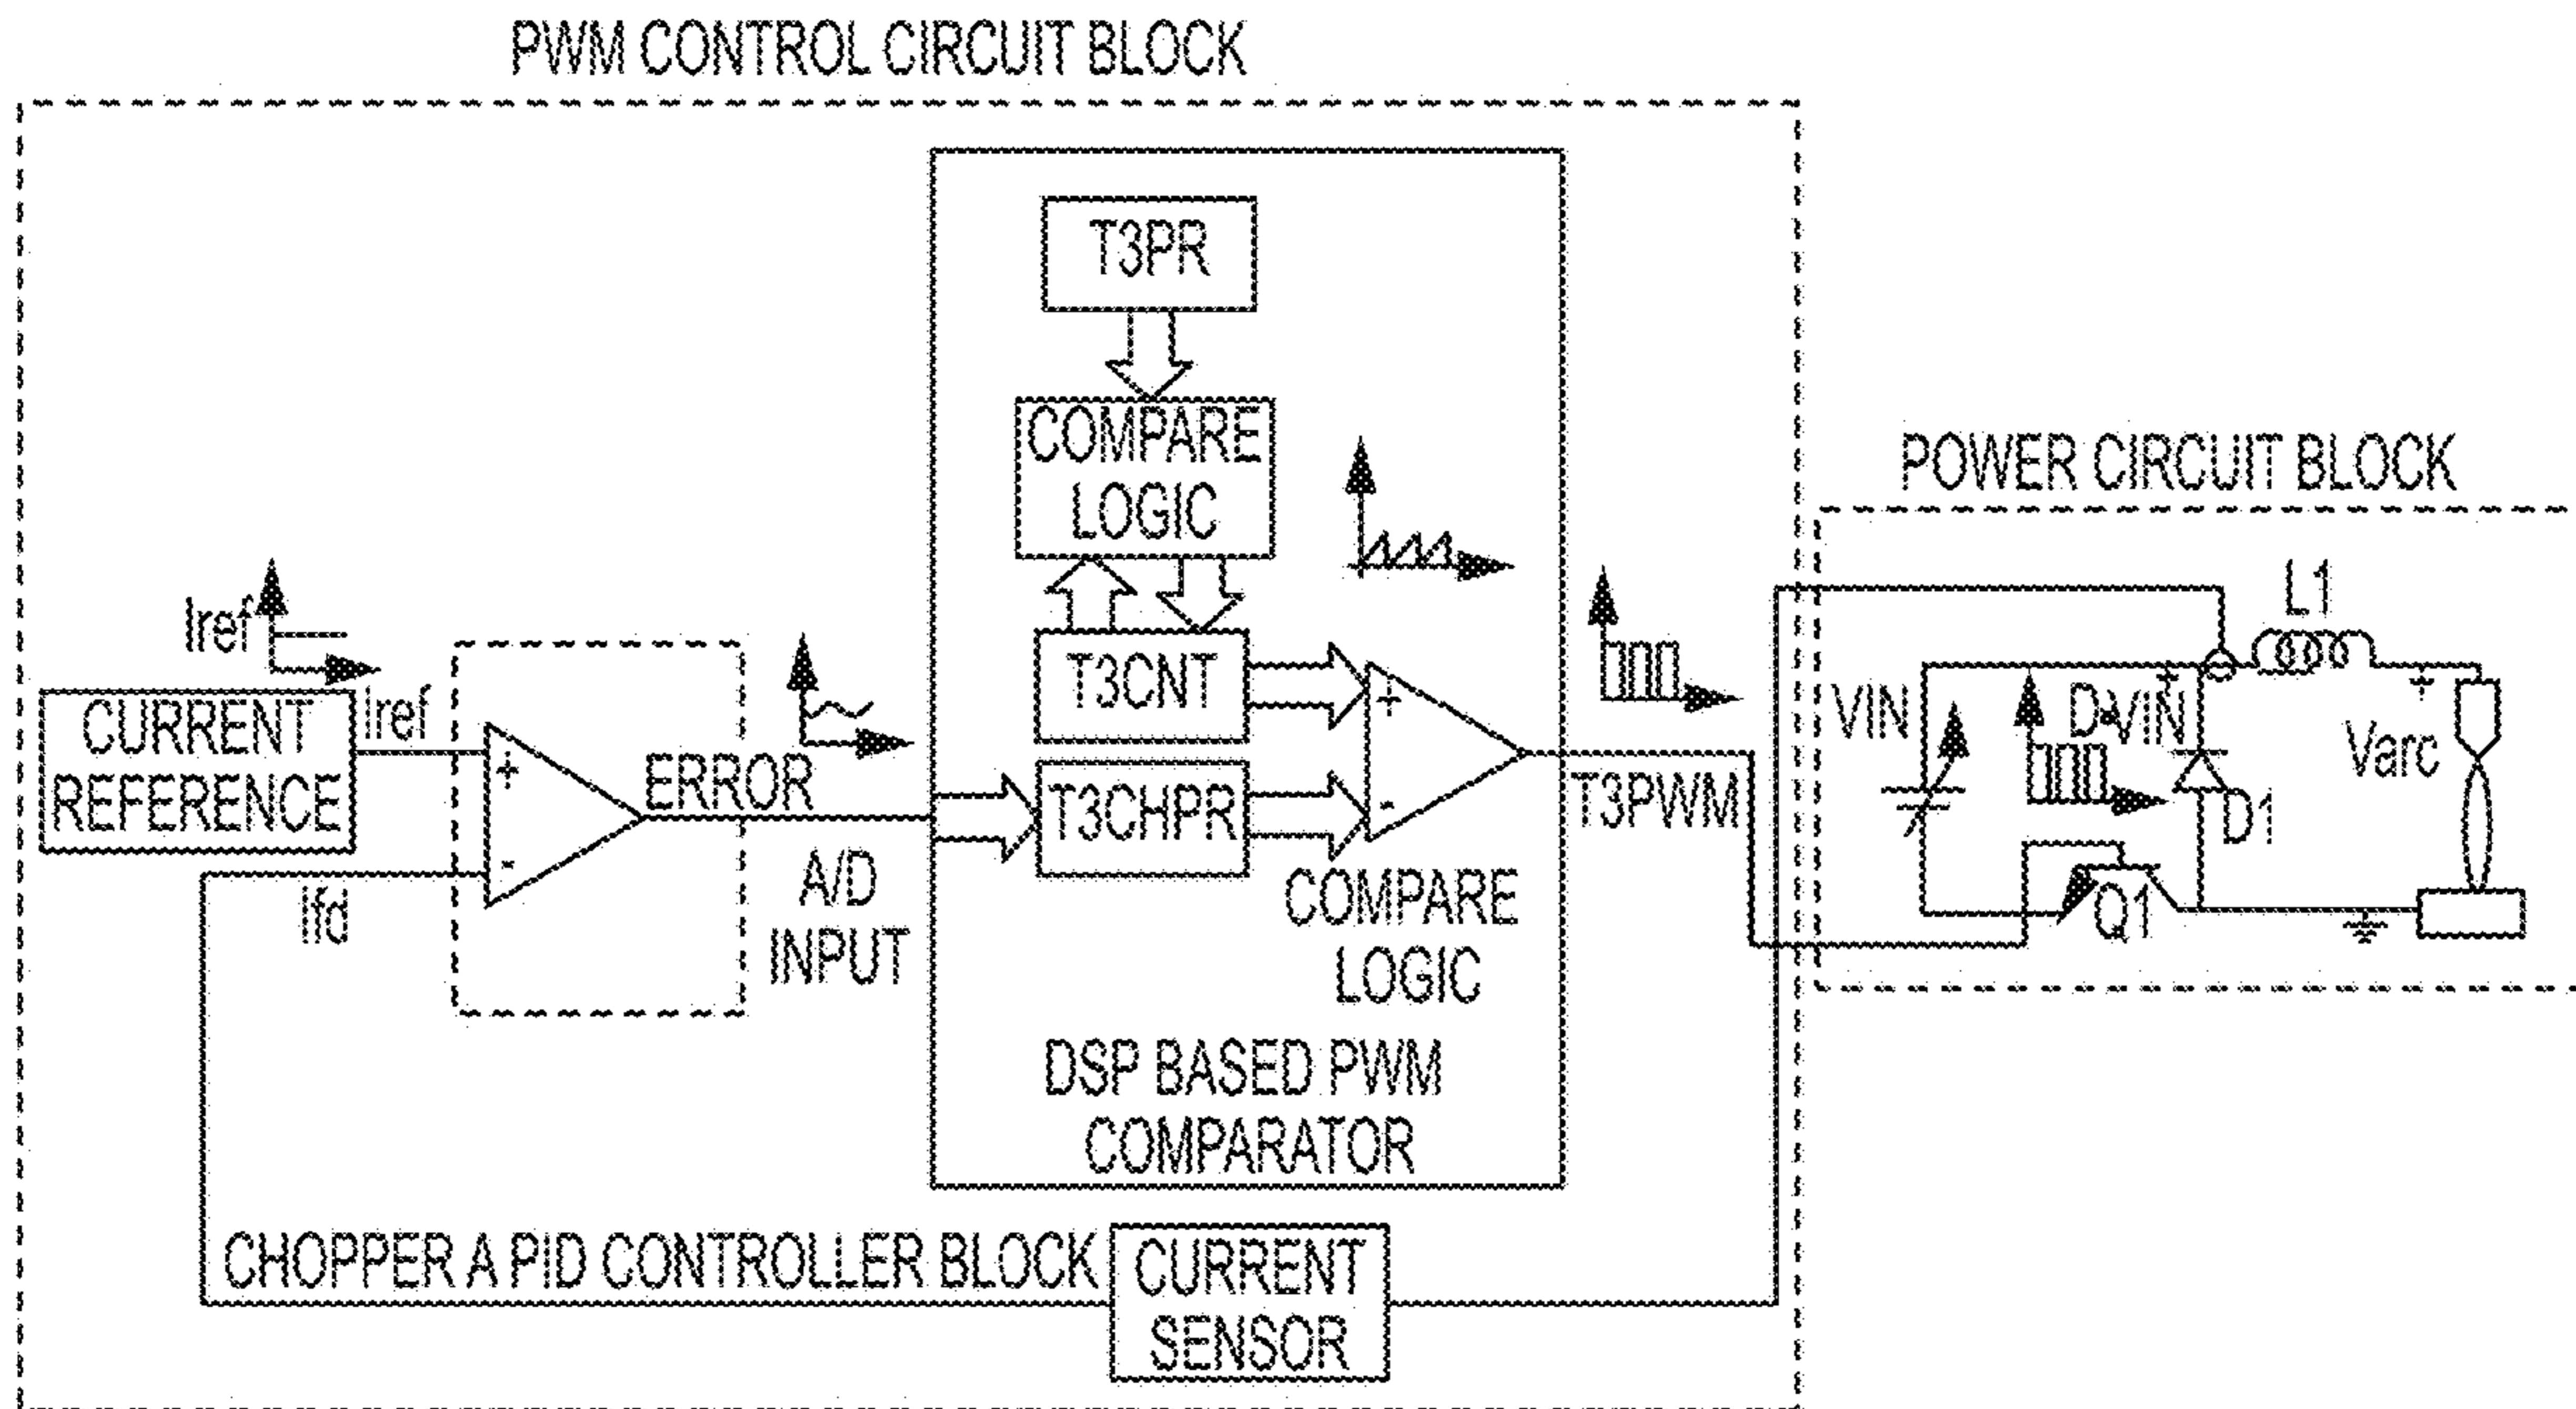 PWM CONTROL CIRCUIT BLOCK
T3PR
COMPARE
LOGIC
POWER CIRCUIT BLOCK
Iref
L1
T3CNT
+
CURRENT
REFERENCE
Iref
+
-
Ifd
ERROR
A/D
INPUT
T3CHPR
-
COMPARE
LOGIC
T3PWM
VIN
+
D*VIN
D1
Q1
+
Varc
DSP BASED PWM
COMPARATOR
CHOPPER A PID CONTROLLER BLOCK
CURRENT
SENSOR